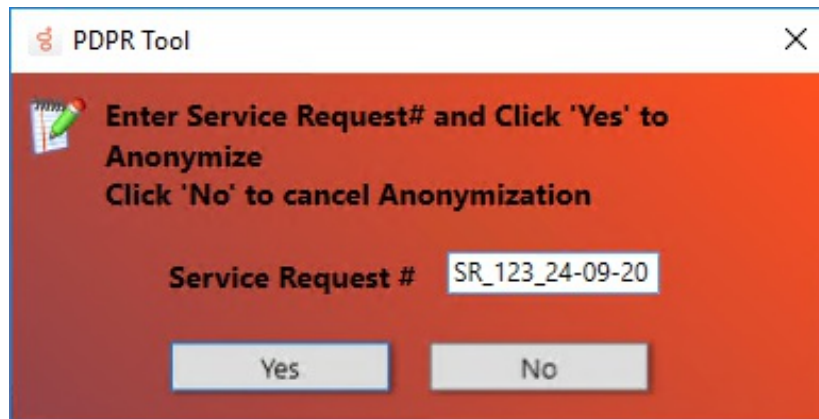 PDPR Tool
Enter Service Request# and Click 'Yes' to
Anonymize
Click 'No' to cancel Anonymization
Service Request # SR_123_24-09-20
Yes No